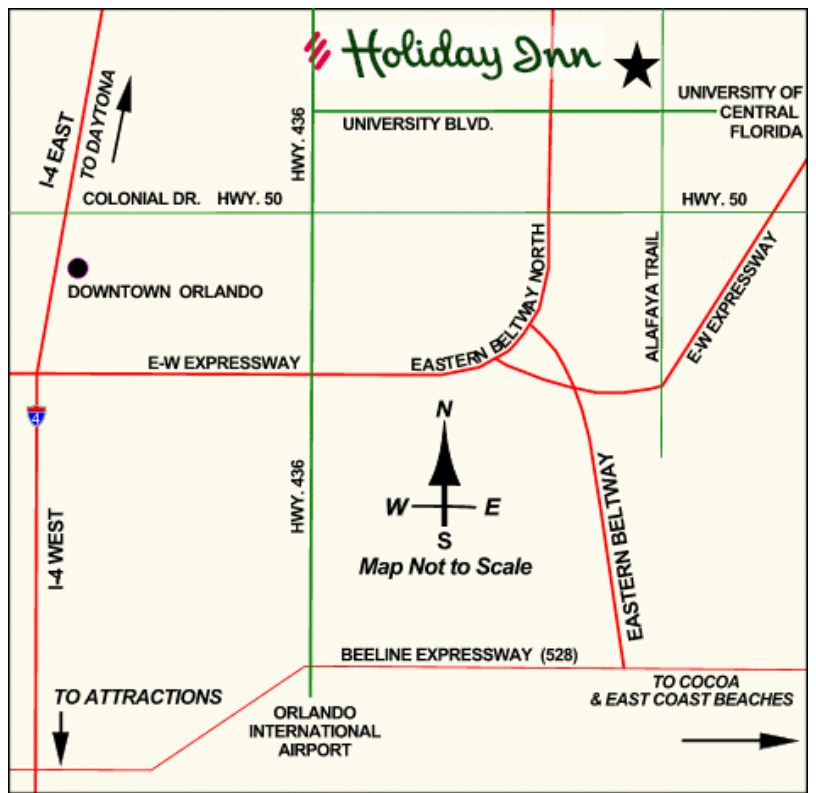 Holiday Inn
UNIVERSITY OF
CENTRAL
FLORIDA
UNIVERSITY BLVD.
HWY. 436
I-4 EAST
TO DAYTONA
COLONIAL DR. HWY. 50
HWY. 50
DOWNTOWN ORLANDO
EASTERN BELTWAY NORTH
ALAFAYA TRAIL
E-W EXPRESSWAY
E-W EXPRESSWAY
4
N
W E
S
Map Not to Scale
HWY. 436
I-4 WEST
EASTERN BELTWAY
BEELINE EXPRESSWAY (528)
TO COCOA
& EAST COAST BEACHES
TO ATTRACTIONS
ORLANDO
INTERNATIONAL
AIRPORT